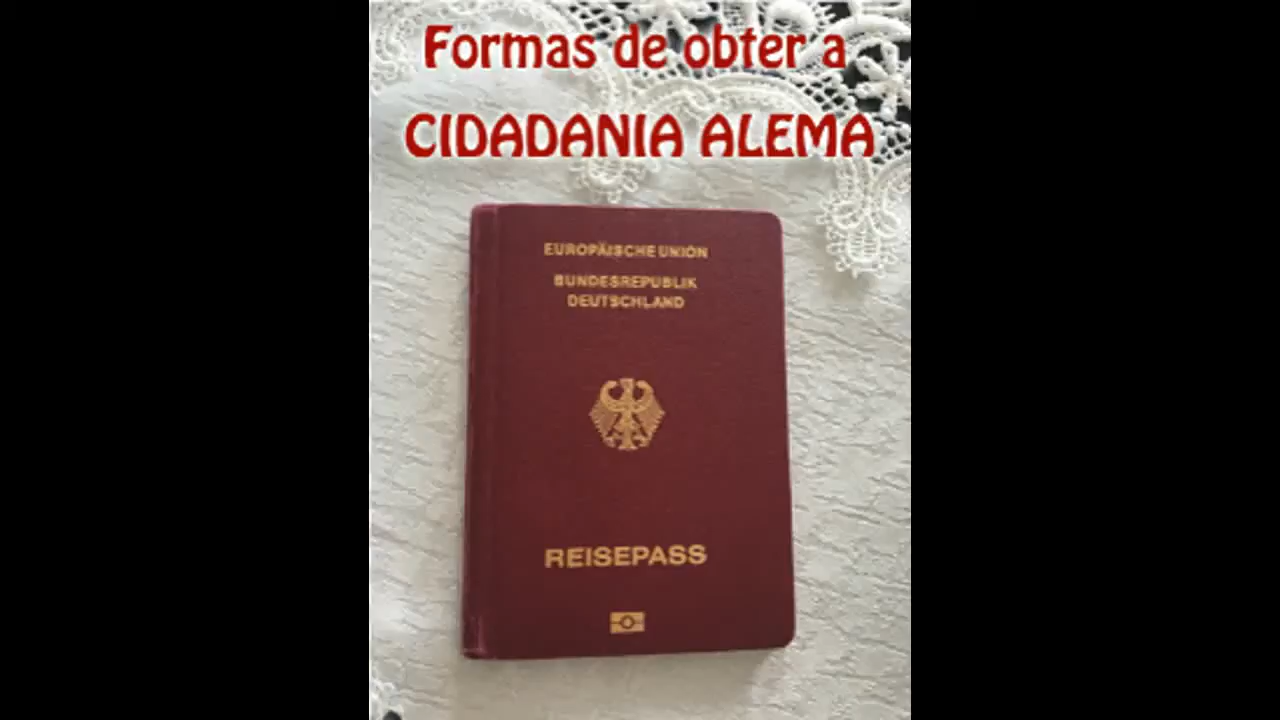 Formas de obter a
CIDADANIA ALEMA
EUROPÄISCHE UNION
BUNDESREPUBLIK
DEUTSCHLAND
REISEPASS